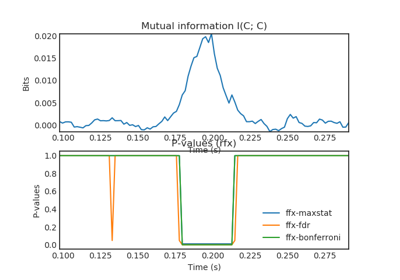 Mutual information I(C; C)
0.020
0.015
0.010
0.005
0.000
Bits
0.100 0.125 0.150 0.175 0.200 0.225 0.250 0.275
Time (s)
P-values (rfx)
1.0
0.8
0.6
0.4
0.2
0.0
P-values
ffx-maxstat
ffx-fdr
ffx-bonferroni
0.100 0.125 0.150 0.175 0.200 0.225 0.250 0.275
Time (s)